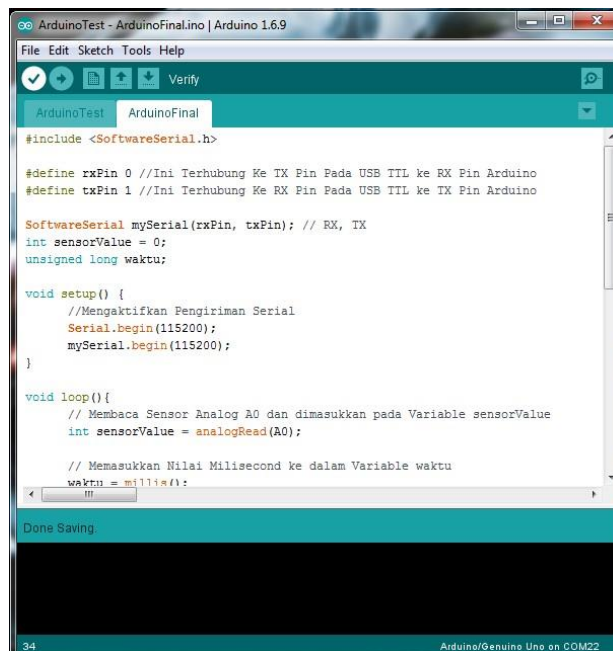 ArduinoTest - ArduinoFinal.ino | Arduino 1.6.9
File Edit Sketch Tools Help
Verify
ArduinoTest ArduinoFinal
#include <SoftwareSerial.h>
#define rxPin 0 //Ini Terhubung Ke TX Pin Pada USB TTL ke RX Pin Arduino
#define txPin 1 //Ini Terhubung Ke RX Pin Pada USB TTL ke TX Pin Arduino
SoftwareSerial mySerial(rxPin, txPin); // RX, TX
int sensorValue = 0;
unsigned long waktu;
void setup() {
//Mengaktifkan Pengiriman Serial
Serial.begin(115200);
mySerial.begin(115200);
}
void loop(){
// Membaca Sensor Analog A0 dan dimasukkan pada Variable sensorValue
int sensorValue = analogRead(A0);
// Memasukkan Nilai Milisecond ke dalam Variable waktu
waktu = millis();
Done Saving.
34 Arduino/Genuino Uno on COM22